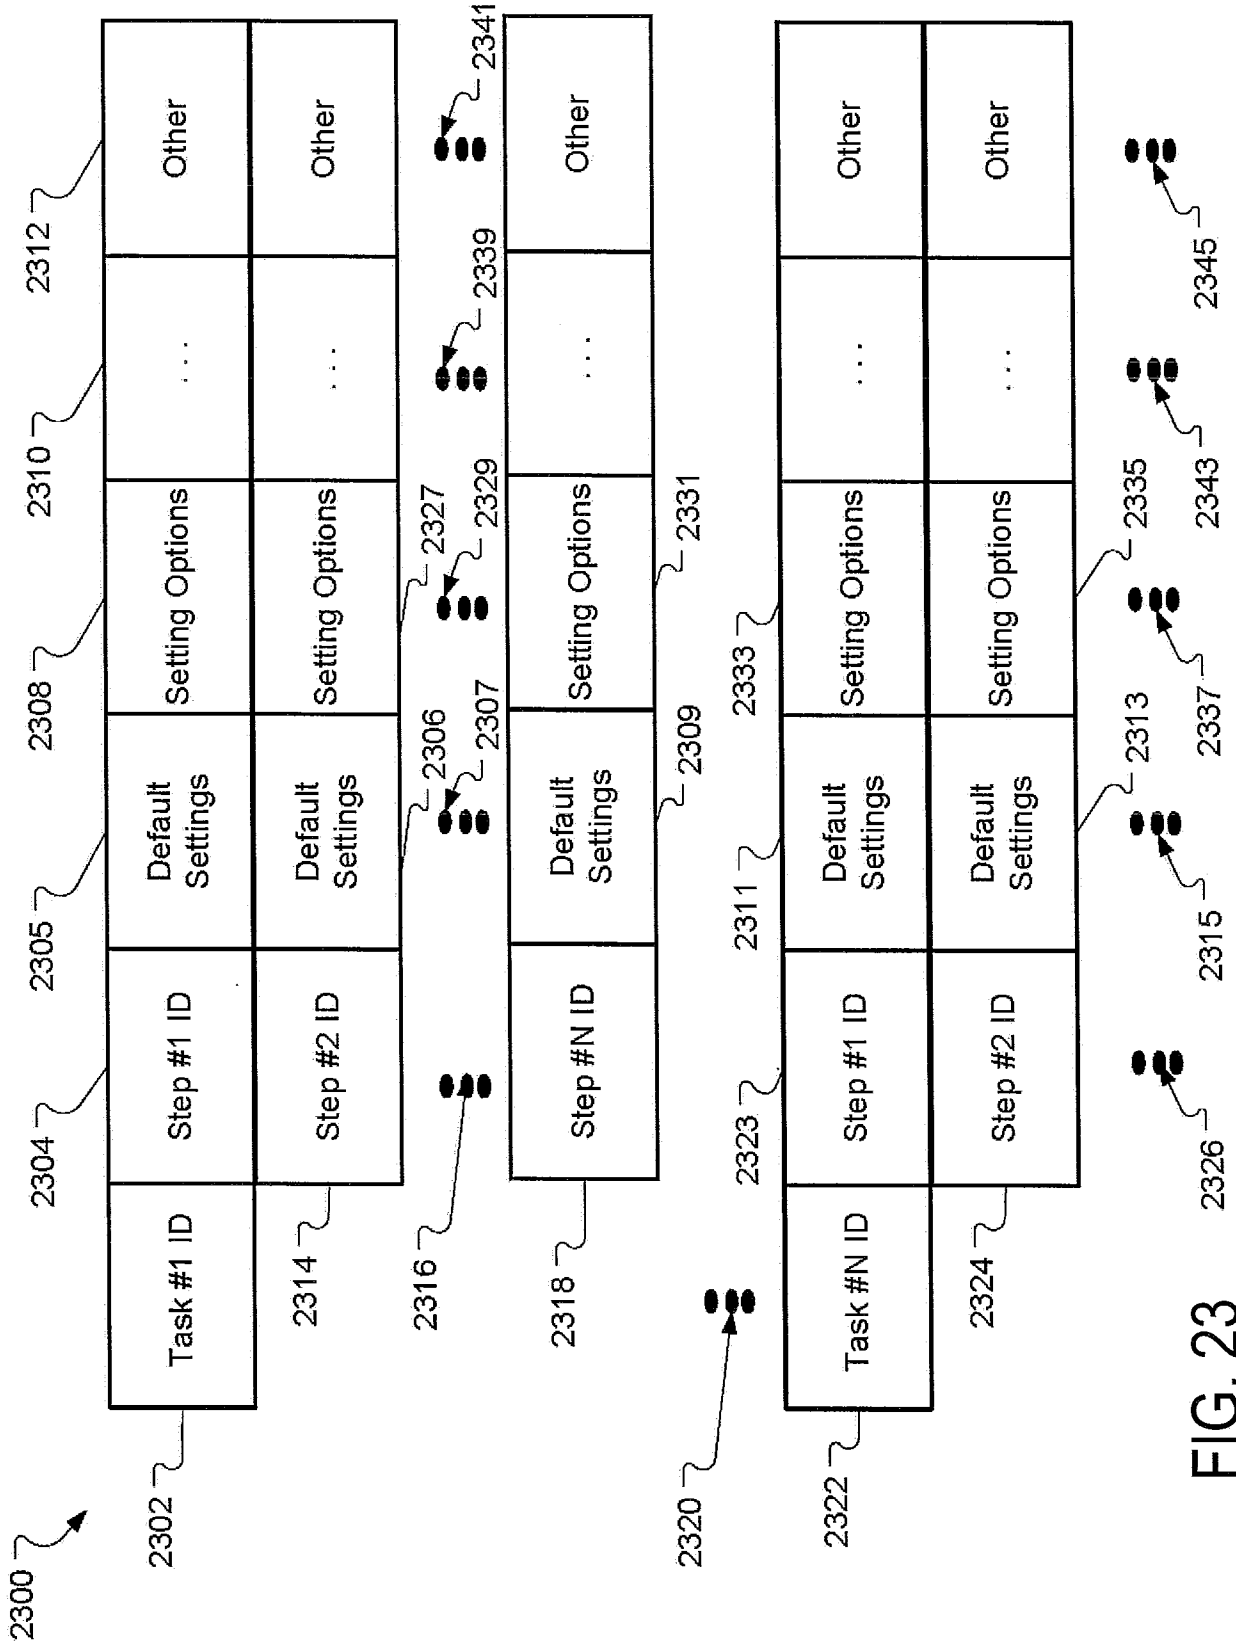 2300
2304
2305
2308
2310
2312
2302
Task #1 ID
Step #1 ID
Default
Settings
Setting Options
. . .
Other
2314
Step #2 ID
Default
Settings
Setting Options
. . .
Other
2316
2306
2327
2307
2329
2339
2341
2318
Step #N ID
Default
Settings
Setting Options
. . .
Other
2309
2331
2320
2323
2311
2333
2322
Task #N ID
Step #1 ID
Default
Settings
Setting Options
. . .
Other
2324
Step #2 ID
Default
Settings
Setting Options
. . .
Other
2313
2335
2326
2315
2337
2343
2345
FIG. 23